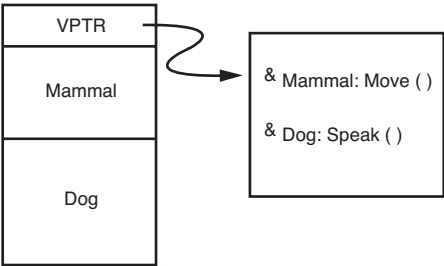 VPTR
Mammal
Dog
& Mammal: Move ( )
& Dog: Speak ( )